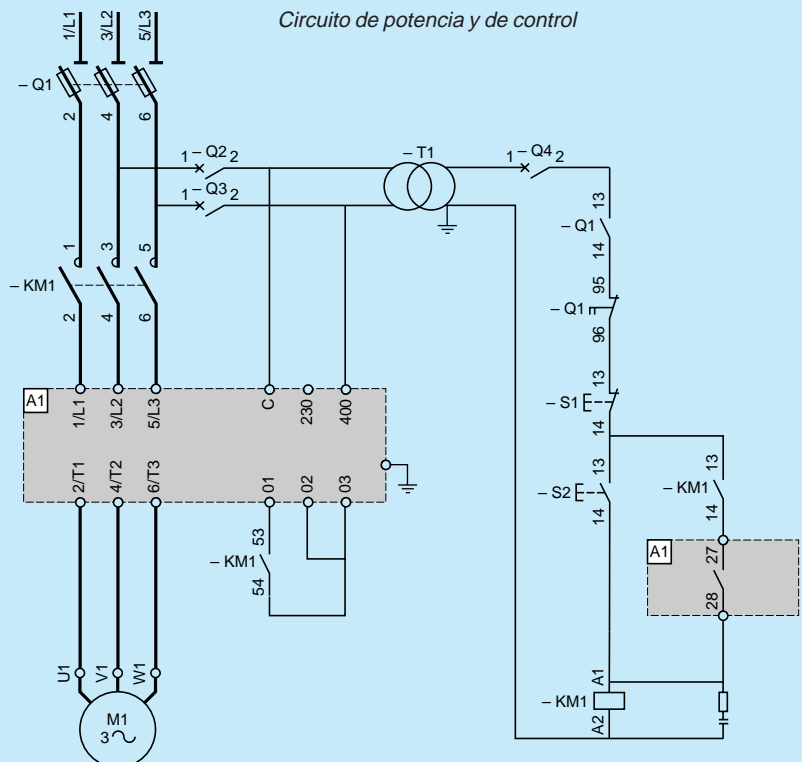 Circuito de potencia y de control
1/L1 3/L2 5/L3
– Q1
2 4 6
1 – Q2 2
1 – Q3 2
– T1
1 – Q4 2
13
– Q1
14
1 3 5
– KM1
2 4 6
95
– Q1
96
A1
1/L1 3/L2 5/L3 C 230 400
2/T1 4/T2 6/T3 01 02 03
13
– S1
14
13
– S2
14
13
– KM1
14
53
– KM1
54
A1
27
28
U1 V1 W1
M1
3
A1
– KM1
A2